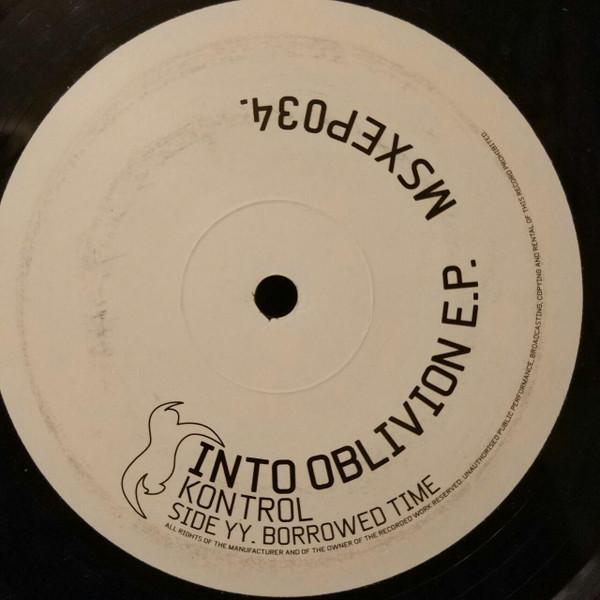 INTO OBLIVION E.P. MSXEP034.
KONTROL
SIDE YY. BORROWED TIME
ALL RIGHTS OF THE MANUFACTURER AND OF THE OWNER OF THE RECORDED WORK RESERVED. UNAUTHORISED PUBLIC PERFORMANCE, BROADCASTING, COPYING AND RENTAL OF THIS RECORD PROHIBITED.